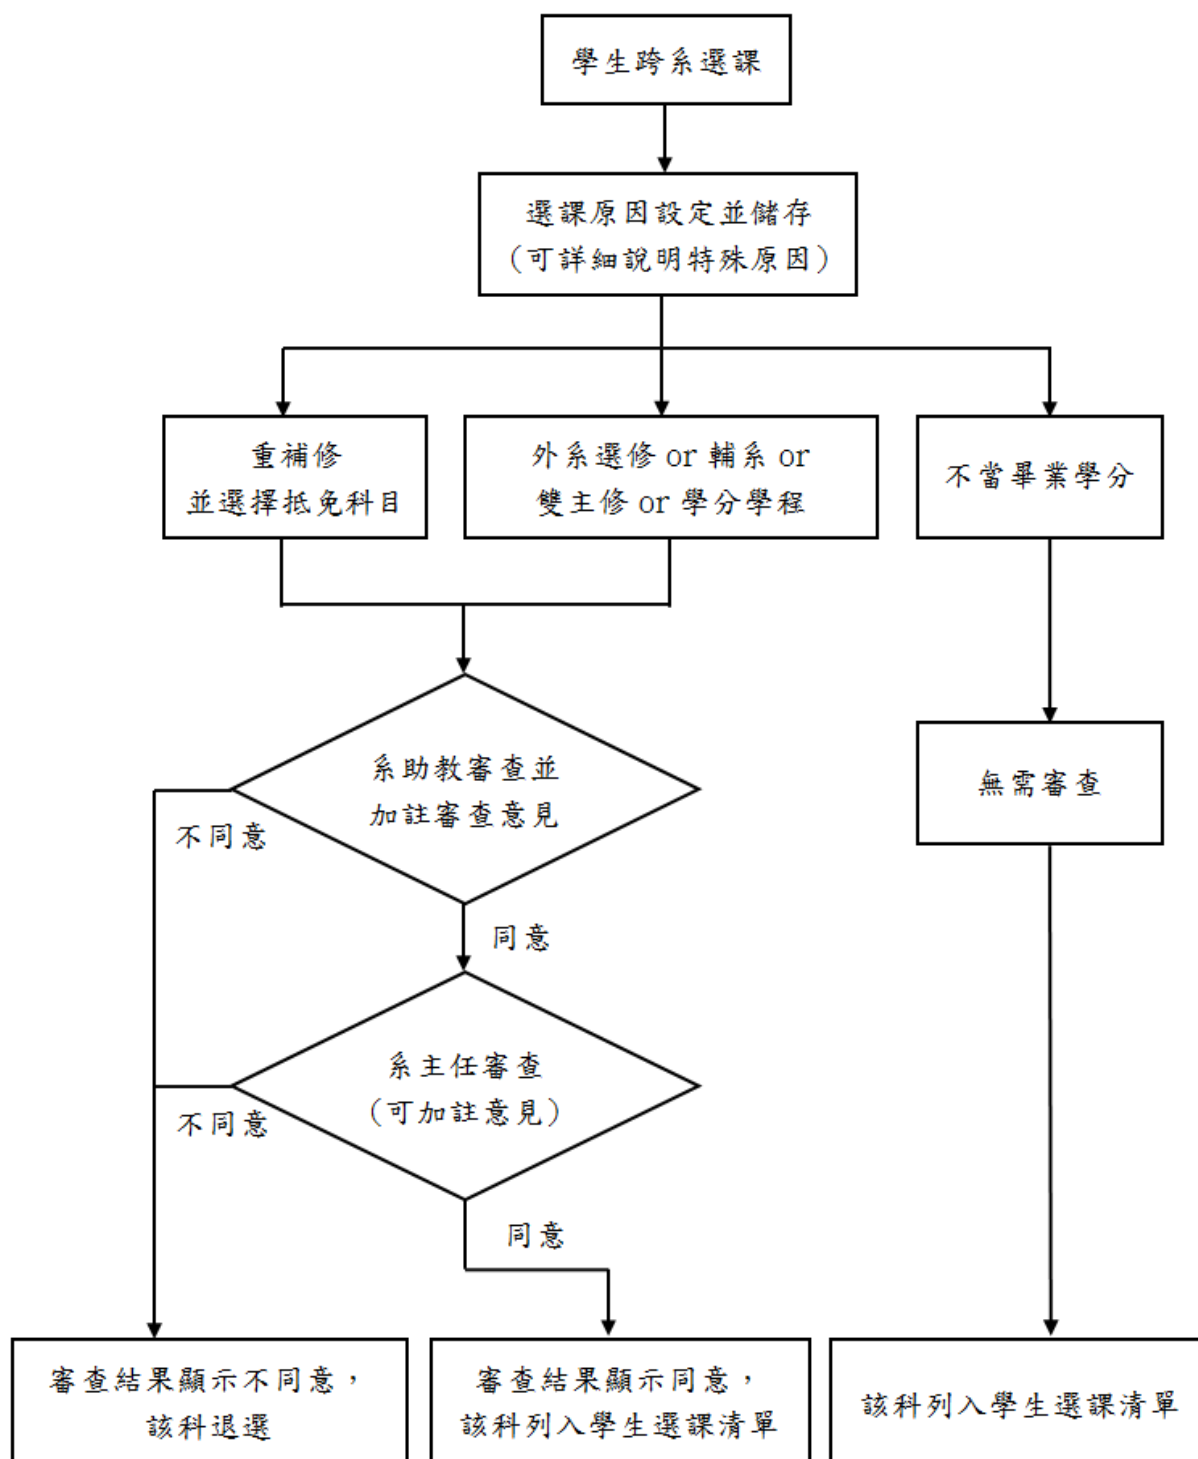 學生跨系選課
選課原因設定並儲存
(可詳細說明特殊原因)
重補修
並選擇抵免科目
外系選修 or 輔系 or
雙主修 or 學分學程
不當畢業學分
系助教審查並
加註審查意見
無需審查
不同意
同意
系主任審查
(可加註意見)
不同意
同意
審查結果顯示不同意，
該科退選
審查結果顯示同意，
該科列入學生選課清單
該科列入學生選課清單